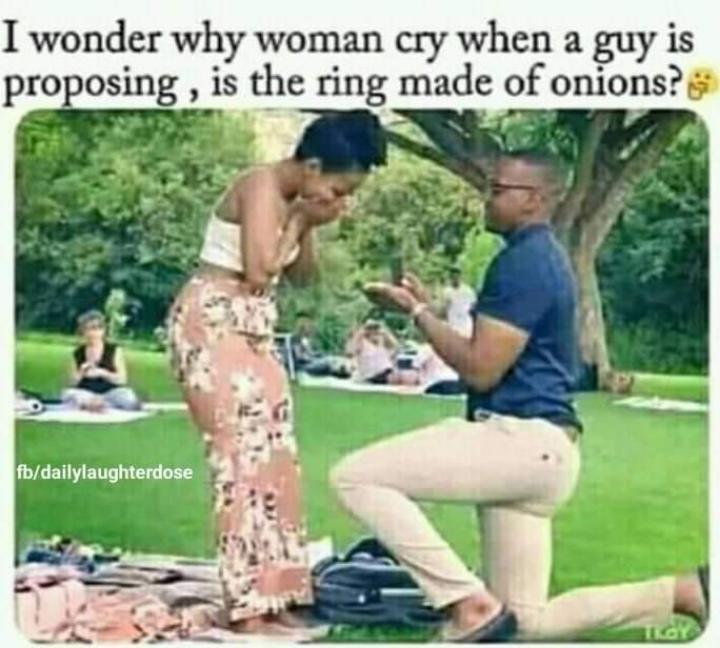 I wonder why woman cry when a guy is
proposing , is the ring made of onions?🤔
fb/dailylaughterdose